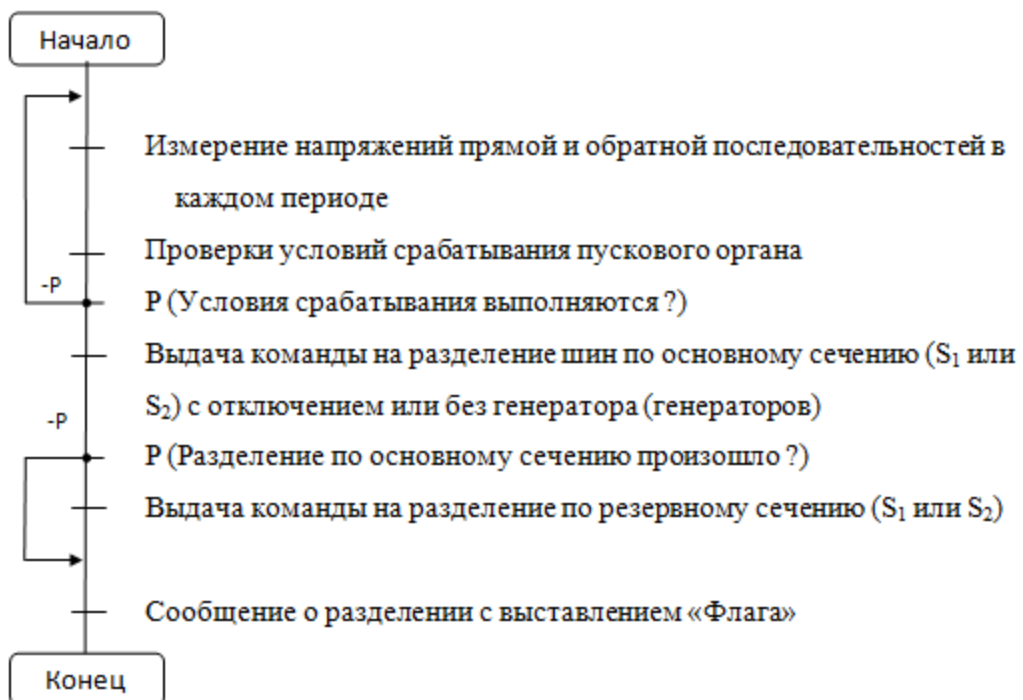 Начало
Измерение напряжений прямой и обратной последовательностей в
каждом периоде
Проверки условий срабатывания пускового органа
-Р
Р (Условия срабатывания выполняются ?)
Выдача команды на разделение шин по основному сечению (S₁ или
S₂) с отключением или без генератора (генераторов)
-Р
Р (Разделение по основному сечению произошло ?)
Выдача команды на разделение по резервному сечению (S₁ или S₂)
Сообщение о разделении с выставлением «Флага»
Конец